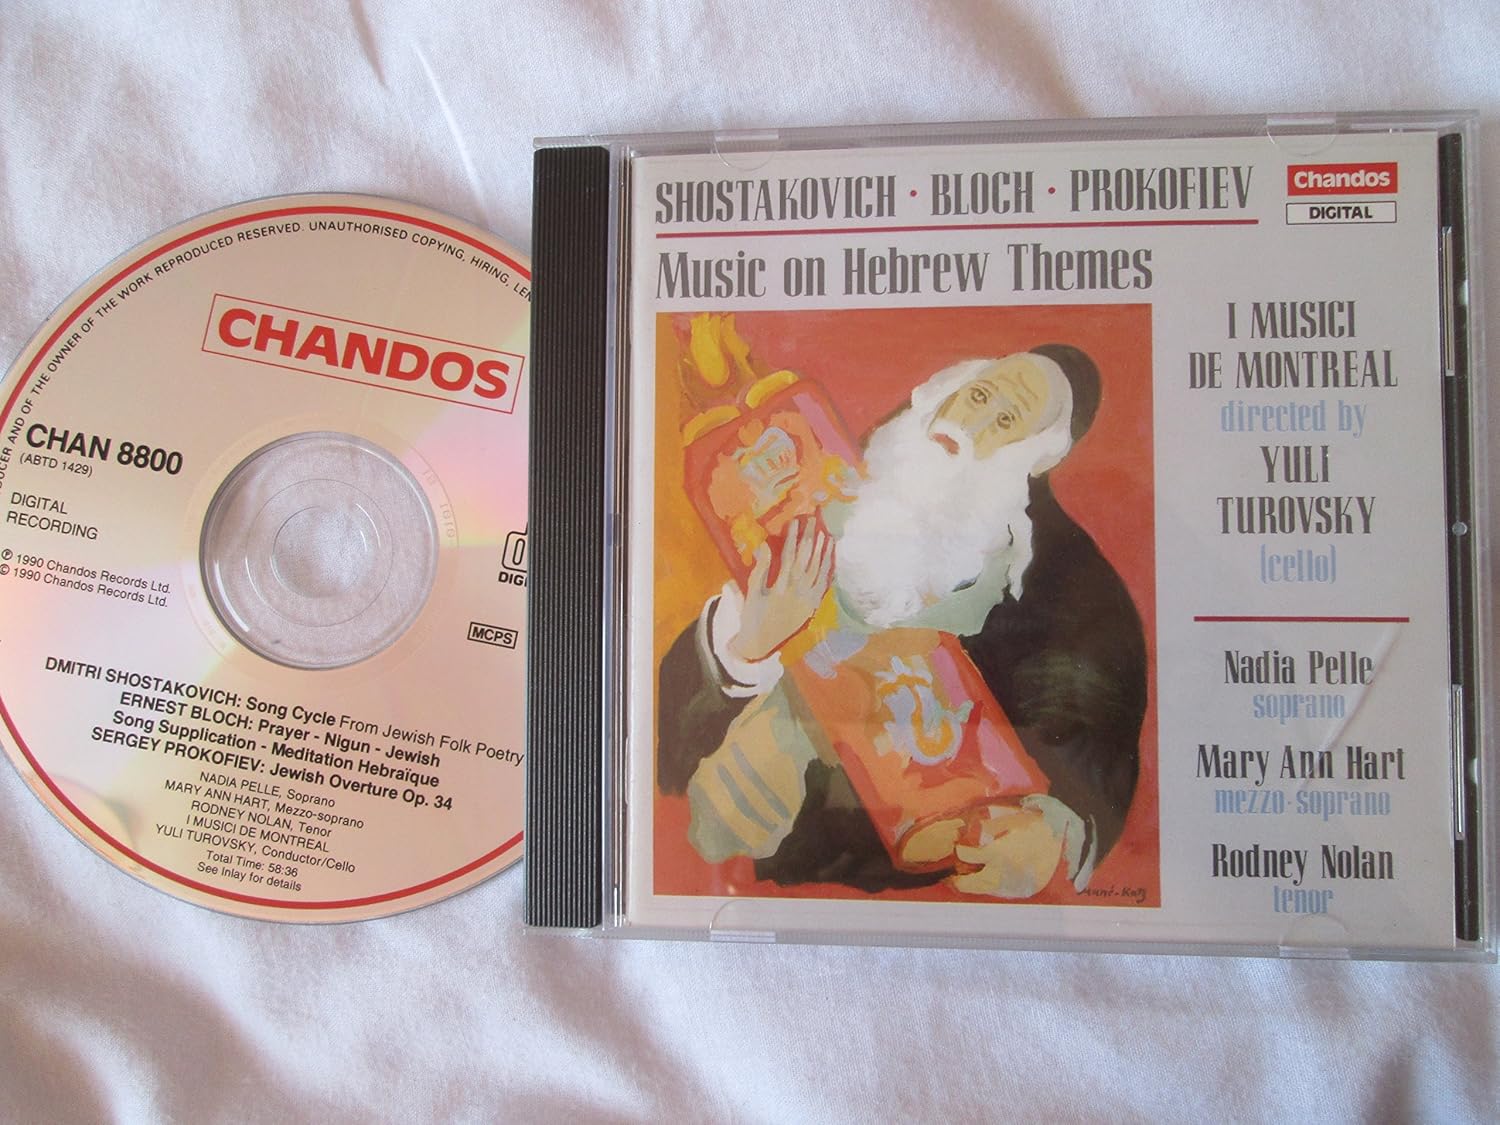 PRODUCER AND OF THE OWNER OF THE WORK REPRODUCED RESERVED. UNAUTHORISED COPYING, HIRING,
CHANDOS
CHAN 8800
(ABTD 1429)
DIGITAL
RECORDING
℗ 1990 Chandos Records Ltd.
© 1990 Chandos Records Ltd.
MCPS
DMITRI SHOSTAKOVICH: Song Cycle From Jewish Folk Poetry
ERNEST BLOCH: Prayer - Nigun - Jewish
Song Supplication - Meditation Hebraïque
SERGEY PROKOFIEV: Jewish Overture Op. 34
NADIA PELLE, Soprano
MARY ANN HART, Mezzo-soprano
RODNEY NOLAN, Tenor
I MUSICI DE MONTREAL
YULI TUROVSKY, Conductor/Cello
Total Time: 58:36
See Inlay for details
SHOSTAKOVICH · BLOCH · PROKOFIEV
Music on Hebrew Themes
Chandos
DIGITAL
I MUSICI
DE MONTREAL
directed by
YULI
TUROVSKY
(cello)
Nadia Pelle
soprano
Mary Ann Hart
mezzo-soprano
Rodney Nolan
tenor
Mané-Katz